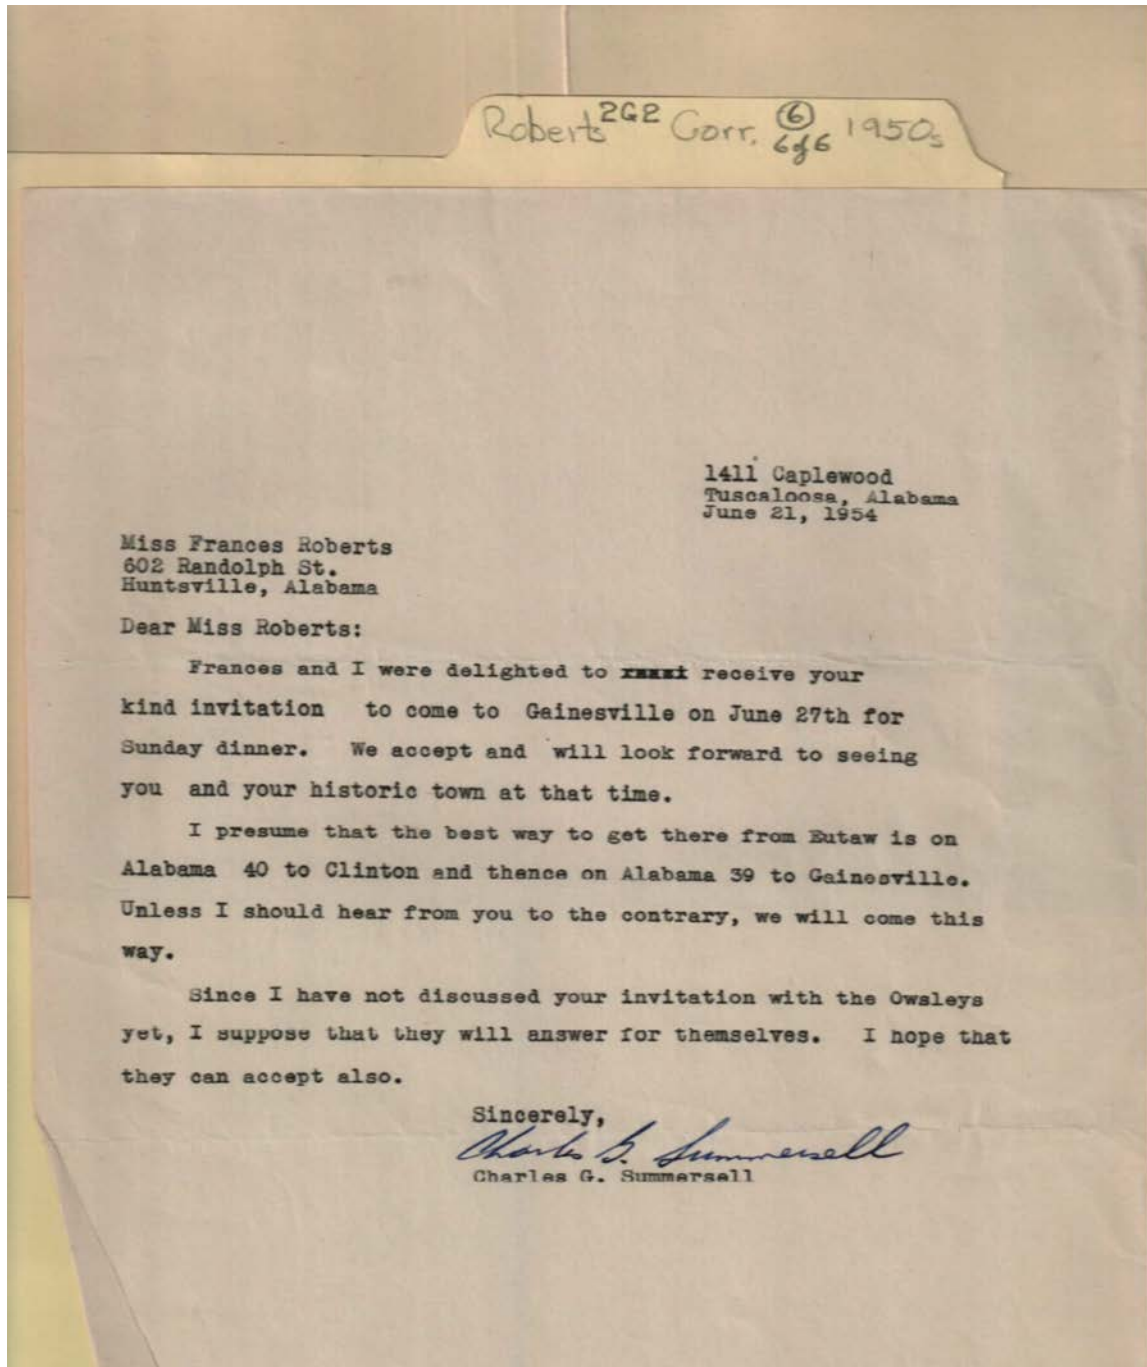 Roberts 2G2 Corr. 6 6 of 6 1950s
1411 Caplewood
Tuscaloosa, Alabama
June 21, 1954
Miss Frances Roberts
602 Randolph St.
Huntsville, Alabama
Dear Miss Roberts:
Frances and I were delighted to receive your
kind invitation to come to Gainesville on June 27th for
Sunday dinner. We accept and will look forward to seeing
you and your historic town at that time.
I presume that the best way to get there from Eutaw is on
Alabama 40 to Clinton and thence on Alabama 39 to Gainesville.
Unless I should hear from you to the contrary, we will come this
way.
Since I have not discussed your invitation with the Owsleys
yet, I suppose that they will answer for themselves. I hope that
they can accept also.
Sincerely,
Charles G. Summersell
Charles G. Summersell